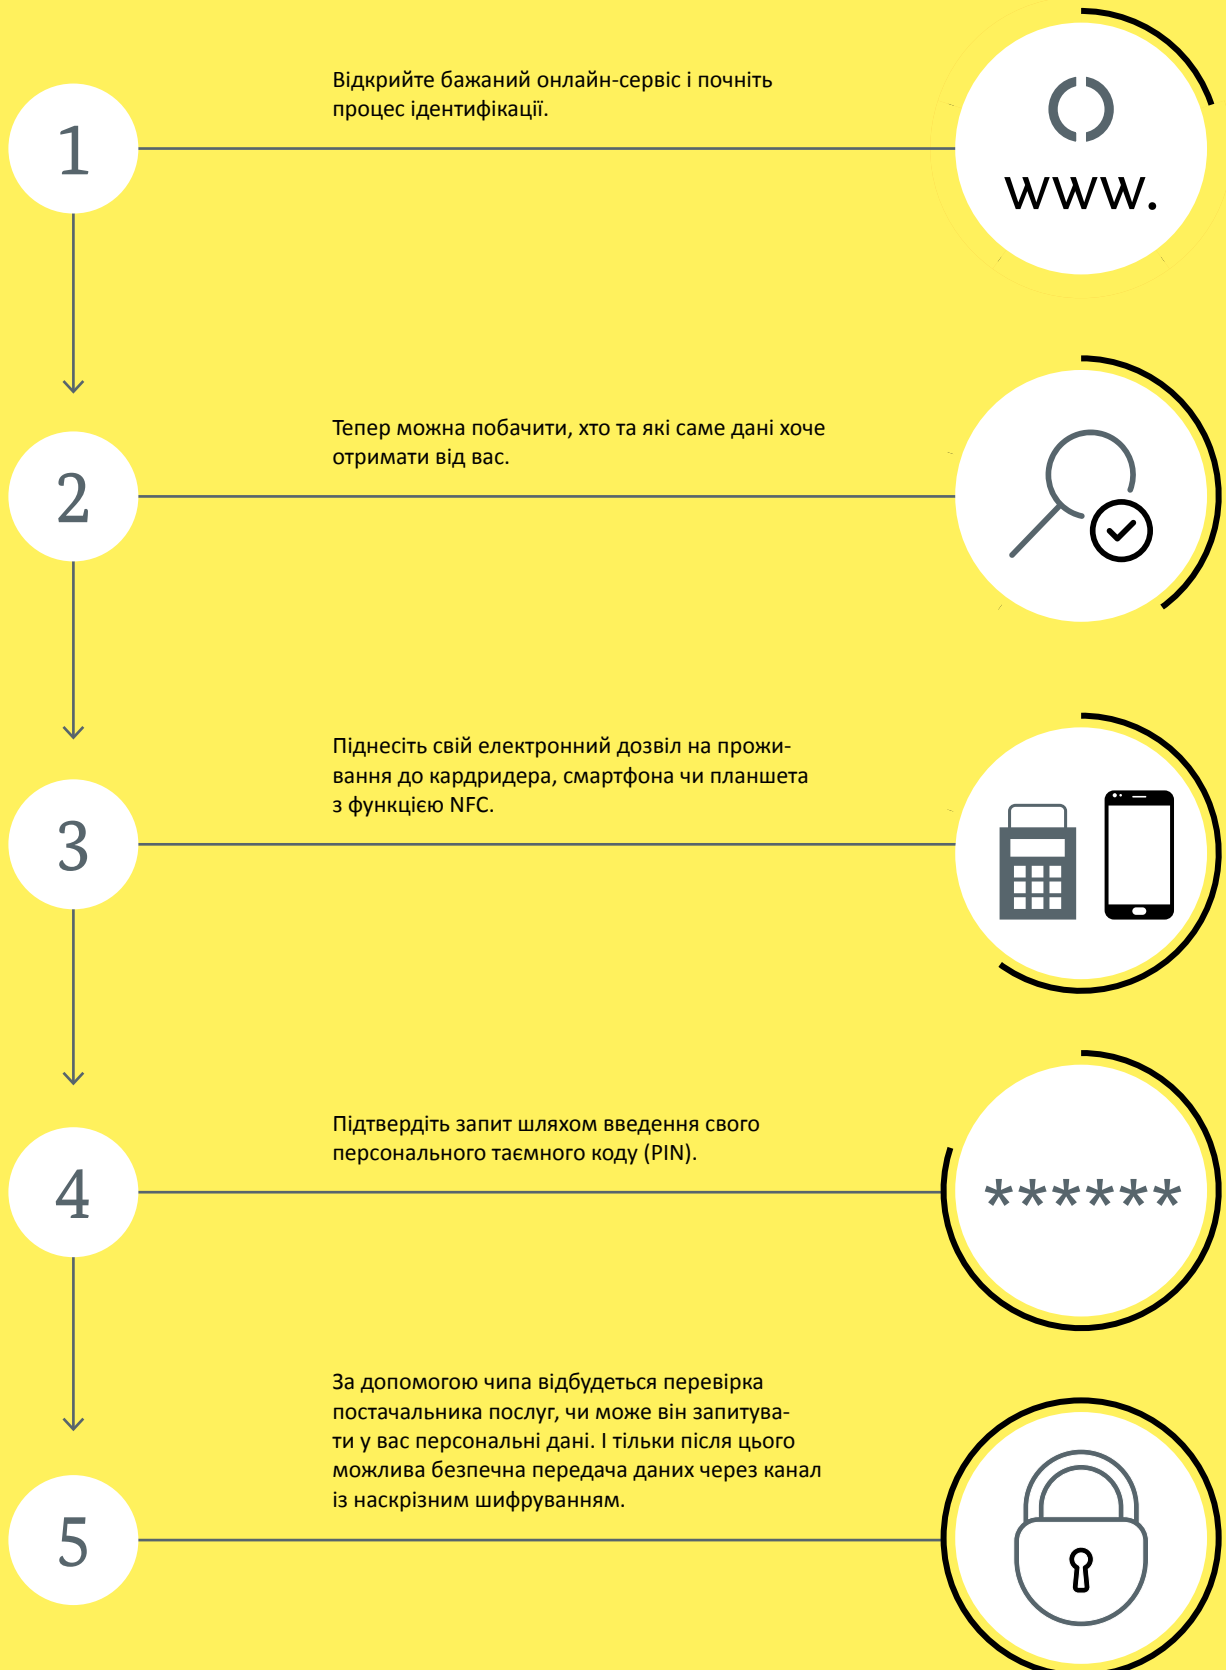 1
Відкрийте бажаний онлайн-сервіс і почніть
процес ідентифікації.
www.
2
Тепер можна побачити, хто та які саме дані хоче
отримати від вас.
3
Піднесіть свій електронний дозвіл на прожи-
вання до кардридера, смартфона чи планшета
з функцією NFC.
4
Підтвердіть запит шляхом введення свого
персонального таємного коду (PIN).
******
5
За допомогою чипа відбудеться перевірка
постачальника послуг, чи може він запитува-
ти у вас персональні дані. І тільки після цього
можлива безпечна передача даних через канал
із наскрізним шифруванням.